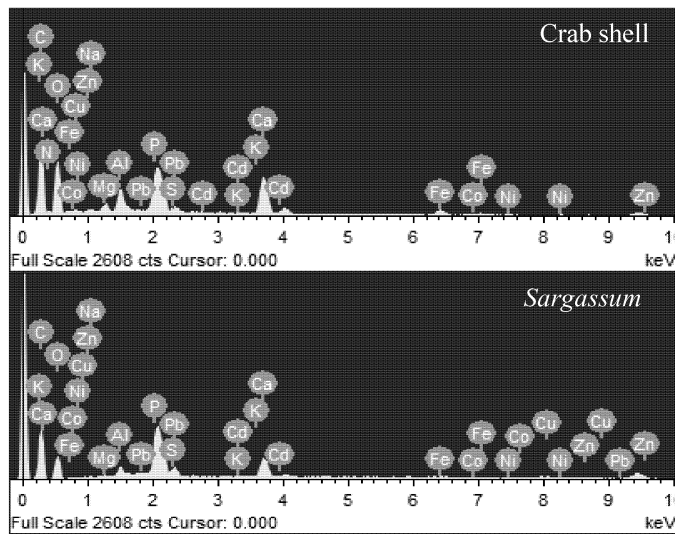 Crab shell
C Na
K Zn
O Cu
Ca Fe P Pb Ca Fe
N Ni Al Cd K
Co Mg Pb S Cd K Cd Fe Co Ni Ni Zn
0 1 2 3 4 5 6 7 8 9 10
Full Scale 2608 cts Cursor: 0.000 keV
Sargassum
Na
C Zn
O Cu
K Ni Ca
Ca Co P Pb K Cu Cu
Fe Al Cd Fe Co Zn Zn
Mg Pb S K Cd Fe Co Ni Ni Pb
0 1 2 3 4 5 6 7 8 9 10
Full Scale 2608 cts Cursor: 0.000 keV